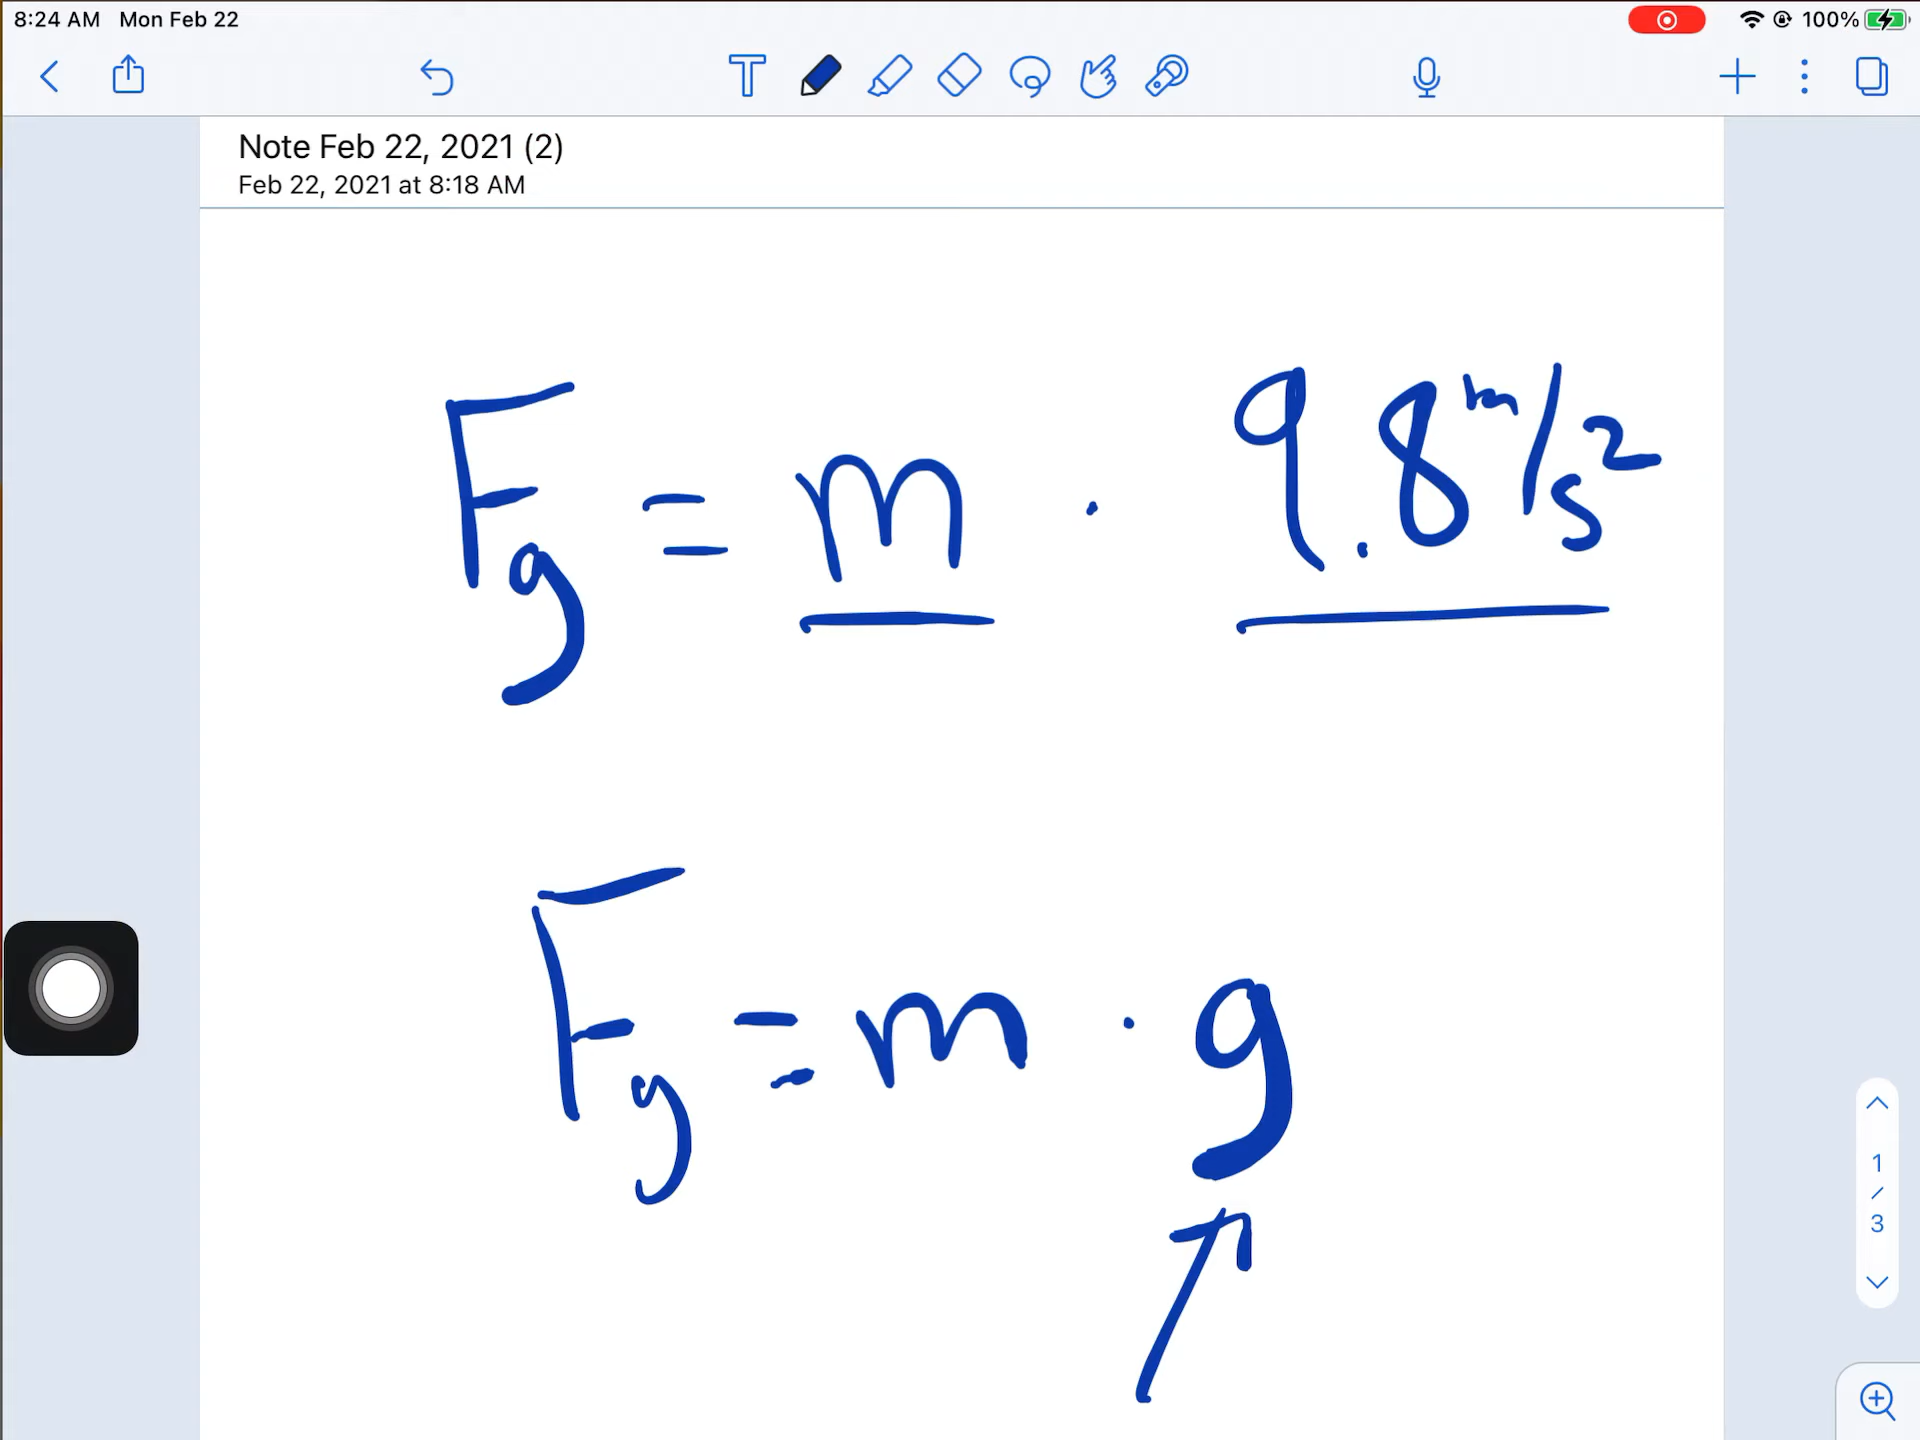 8:24 AM Mon Feb 22
100%
T
Note Feb 22, 2021 (2)
Feb 22, 2021 at 8:18 AM
Fg = m · 9.8 m/s²
Fg = m · g
1
/
3